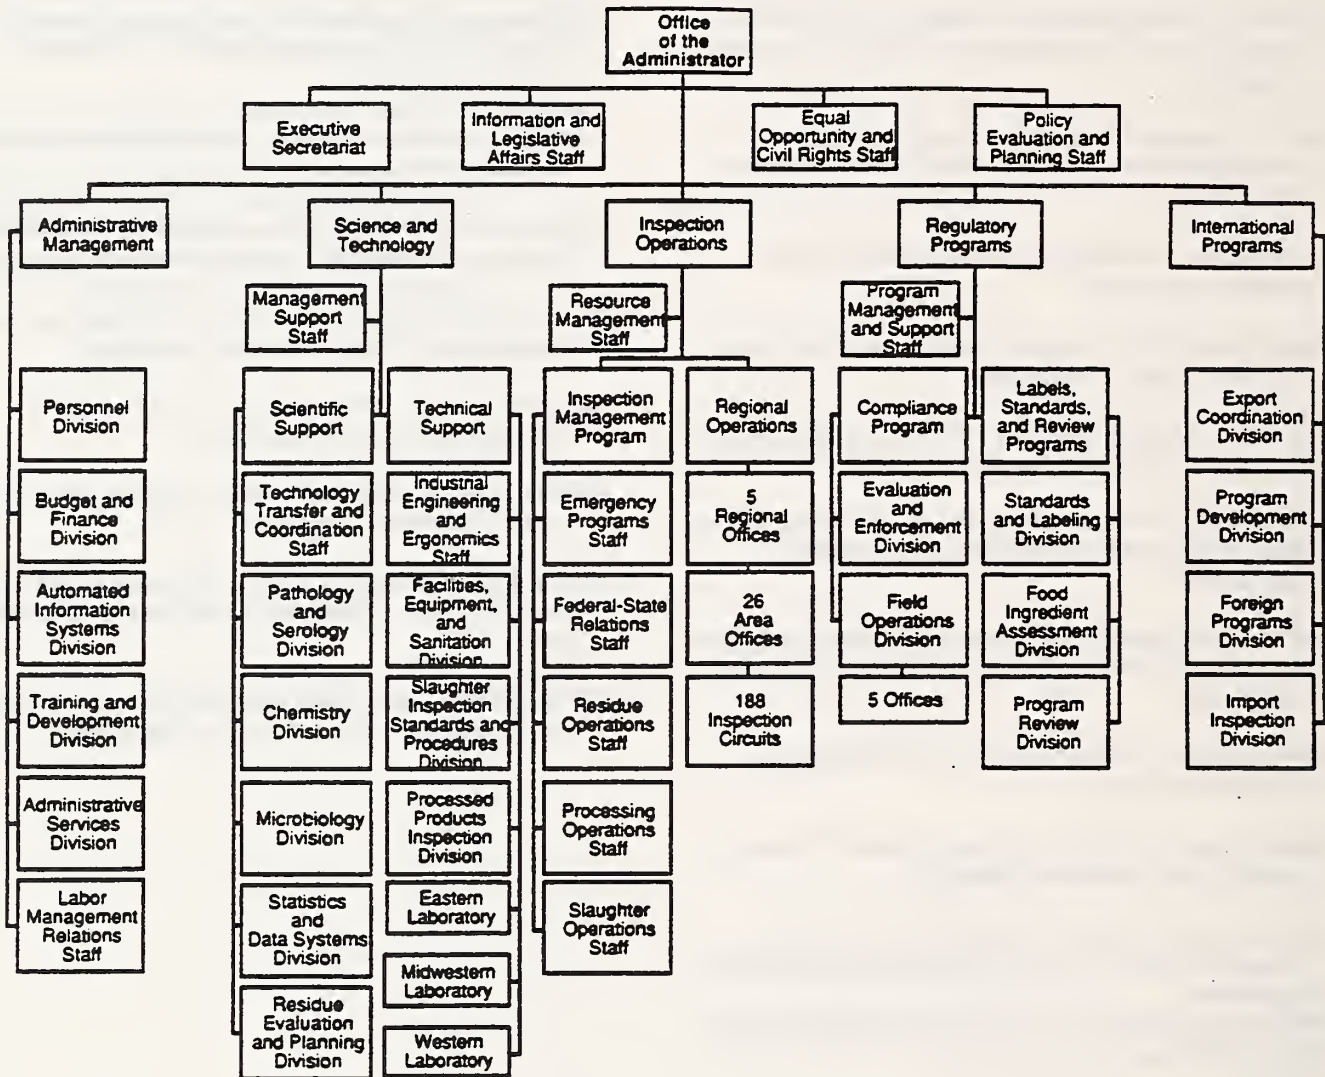 Office
of the
Administrator
Executive
Secretariat
Information and
Legislative
Affairs Staff
Equal
Opportunity and
Civil Rights Staff
Policy
Evaluation and
Planning Staff
Administrative
Management
Science and
Technology
Inspection
Operations
Regulatory
Programs
International
Programs
Management
Support
Staff
Resource
Management
Staff
Program
Management
and Support
Staff
Personnel
Division
Budget and
Finance
Division
Automated
Information
Systems
Division
Training and
Development
Division
Administrative
Services
Division
Labor
Management
Relations
Staff
Scientific
Support
Technology
Transfer and
Coordination
Staff
Pathology
and
Serology
Division
Chemistry
Division
Microbiology
Division
Statistics
and
Data Systems
Division
Residue
Evaluation
and Planning
Division
Technical
Support
Industrial
Engineering
and
Ergonomics
Staff
Facilities,
Equipment,
and
Sanitation
Division
Slaughter
Inspection
Standards and
Procedures
Division
Processed
Products
Inspection
Division
Eastern
Laboratory
Midwestern
Laboratory
Western
Laboratory
Inspection
Management
Program
Emergency
Programs
Staff
Federal-State
Relations
Staff
Residue
Operations
Staff
Processing
Operations
Staff
Slaughter
Operations
Staff
Regional
Operations
5
Regional
Offices
26
Area
Offices
188
Inspection
Circuits
Compliance
Program
Evaluation
and
Enforcement
Division
Field
Operations
Division
5 Offices
Labels,
Standards,
and Review
Programs
Standards
and Labeling
Division
Food
Ingredient
Assessment
Division
Program
Review
Division
Export
Coordination
Division
Program
Development
Division
Foreign
Programs
Division
Import
Inspection
Division